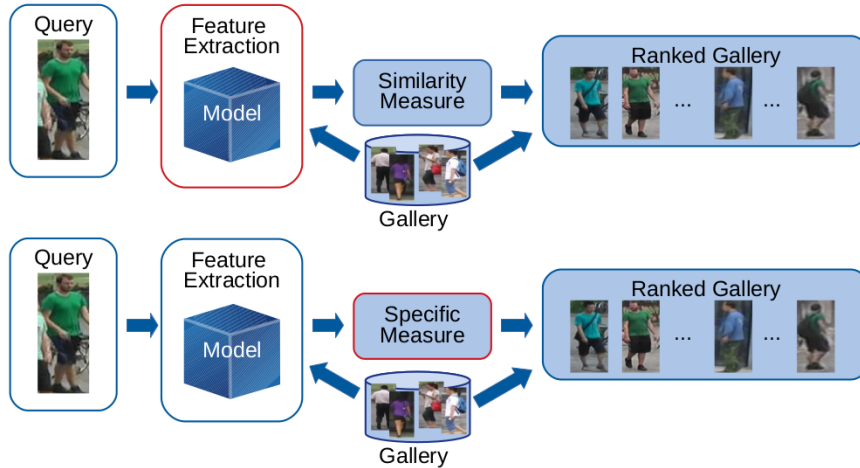 Query
Feature
Extraction
Model
Similarity
Measure
Gallery
Ranked Gallery
...
...
Query
Feature
Extraction
Model
Specific
Measure
Gallery
Ranked Gallery
...
...